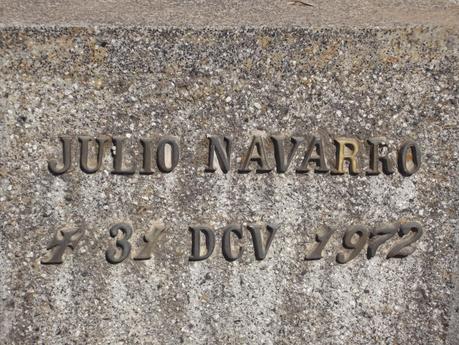 JULIO NAVARRO
† 31 DCV 1972